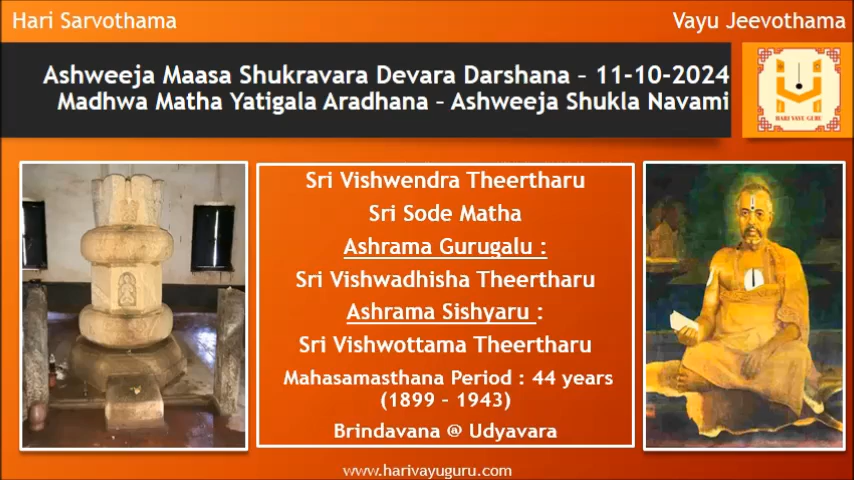 Hari Sarvothama
Vayu Jeevothama
Ashweeja Maasa Shukravara Devara Darshana – 11-10-2024
Madhwa Matha Yatigala Aradhana – Ashweeja Shukla Navami
HARI VAYU GURU
Sri Vishwendra Theertharu
Sri Sode Matha
Ashrama Gurugalu :
Sri Vishwadhisha Theertharu
Ashrama Sishyaru :
Sri Vishwottama Theertharu
Mahasamasthana Period : 44 years
(1899 – 1943)
Brindavana @ Udyavara
www.harivayuguru.com